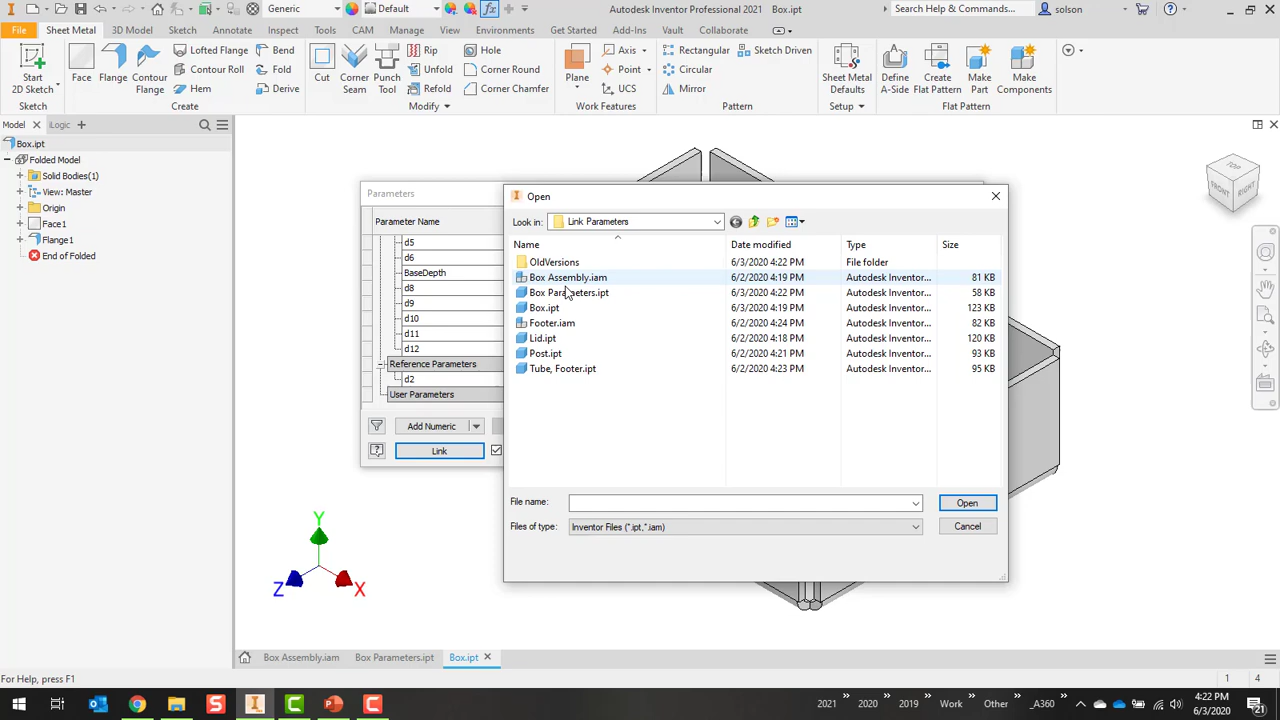 Generic
Default
Autodesk Inventor Professional 2021 Box.ipt
Search Help & Commands...
solson
File
Sheet Metal
3D Model
Sketch
Annotate
Inspect
Tools
CAM
Manage
View
Environments
Get Started
Add-Ins
Vault
Collaborate
Start
2D Sketch
Face
Flange
Contour
Flange
Lofted Flange
Contour Roll
Hem
Bend
Fold
Derive
Cut
Corner
Seam
Punch
Tool
Rip
Unfold
Refold
Hole
Corner Round
Corner Chamfer
Plane
Axis
Point
UCS
Rectangular
Circular
Mirror
Sketch Driven
Sheet Metal
Defaults
Define
A-Side
Create
Flat Pattern
Make
Part
Make
Components
Sketch
Create
Modify
Work Features
Pattern
Setup
Flat Pattern
Model
iLogic
Box.ipt
Folded Model
Solid Bodies(1)
View: Master
Origin
Face1
Flange1
End of Folded
Parameters
Parameter Name
d5
d6
BaseDepth
d8
d9
d10
d11
d12
Reference Parameters
d2
User Parameters
Add Numeric
Link
Open
Look in:
Link Parameters
Name
Date modified
Type
Size
OldVersions 6/3/2020 4:22 PM File folder
Box Assembly.iam 6/2/2020 4:19 PM Autodesk Inventor... 81 KB
Box Parameters.ipt 6/3/2020 4:22 PM Autodesk Inventor... 58 KB
Box.ipt 6/3/2020 4:19 PM Autodesk Inventor... 123 KB
Footer.iam 6/2/2020 4:24 PM Autodesk Inventor... 82 KB
Lid.ipt 6/2/2020 4:18 PM Autodesk Inventor... 120 KB
Post.ipt 6/2/2020 4:21 PM Autodesk Inventor... 93 KB
Tube, Footer.ipt 6/2/2020 4:23 PM Autodesk Inventor... 95 KB
File name:
Open
Files of type:
Inventor Files (*.ipt,*.iam)
Cancel
TOP
FRONT
RIGHT
Y
Z
X
Box Assembly.iam
Box Parameters.ipt
Box.ipt
For Help, press F1
1
4
2021
2020
2019
Work
Other
_A360
4:22 PM
6/3/2020
21